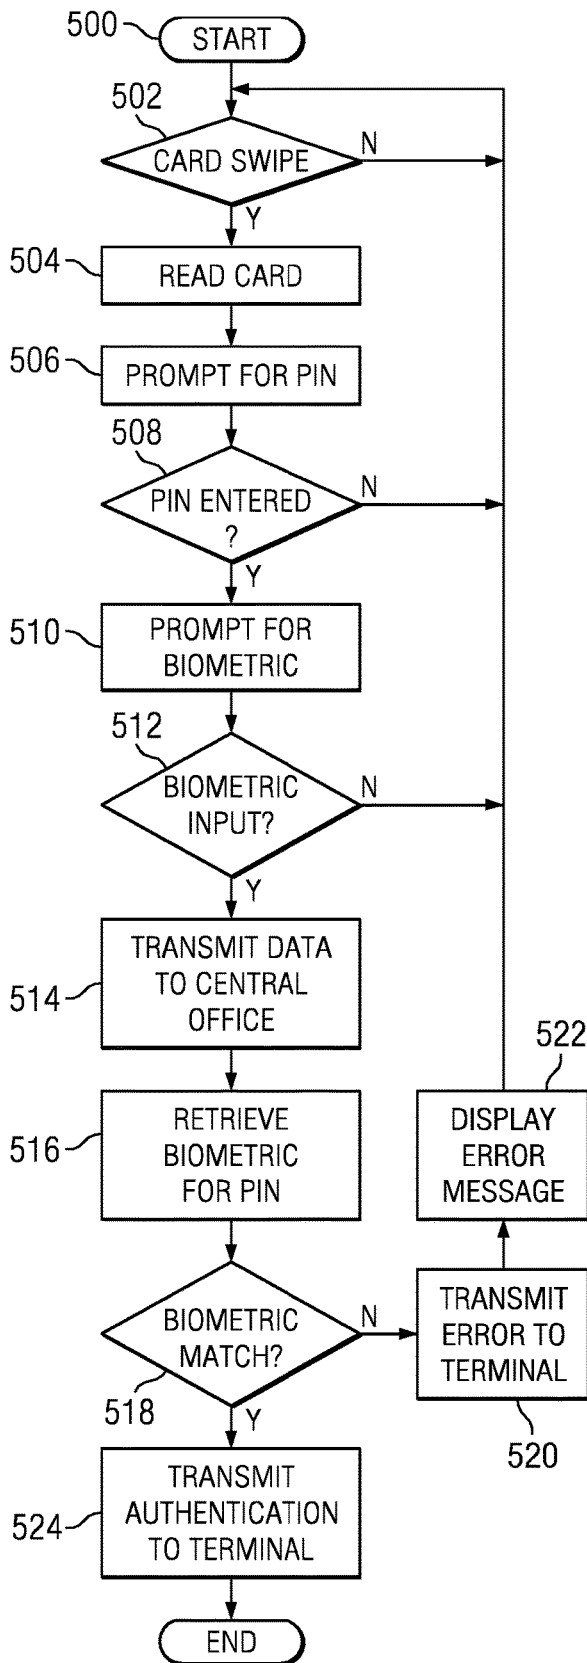 500
START
502
CARD SWIPE
N
Y
504
READ CARD
506
PROMPT FOR PIN
508
PIN ENTERED
?
N
Y
510
PROMPT FOR
BIOMETRIC
512
BIOMETRIC
INPUT?
N
Y
514
TRANSMIT DATA
TO CENTRAL
OFFICE
516
RETRIEVE
BIOMETRIC
FOR PIN
522
DISPLAY
ERROR
MESSAGE
BIOMETRIC
MATCH?
518
N
Y
TRANSMIT
ERROR TO
TERMINAL
520
524
TRANSMIT
AUTHENTICATION
TO TERMINAL
END